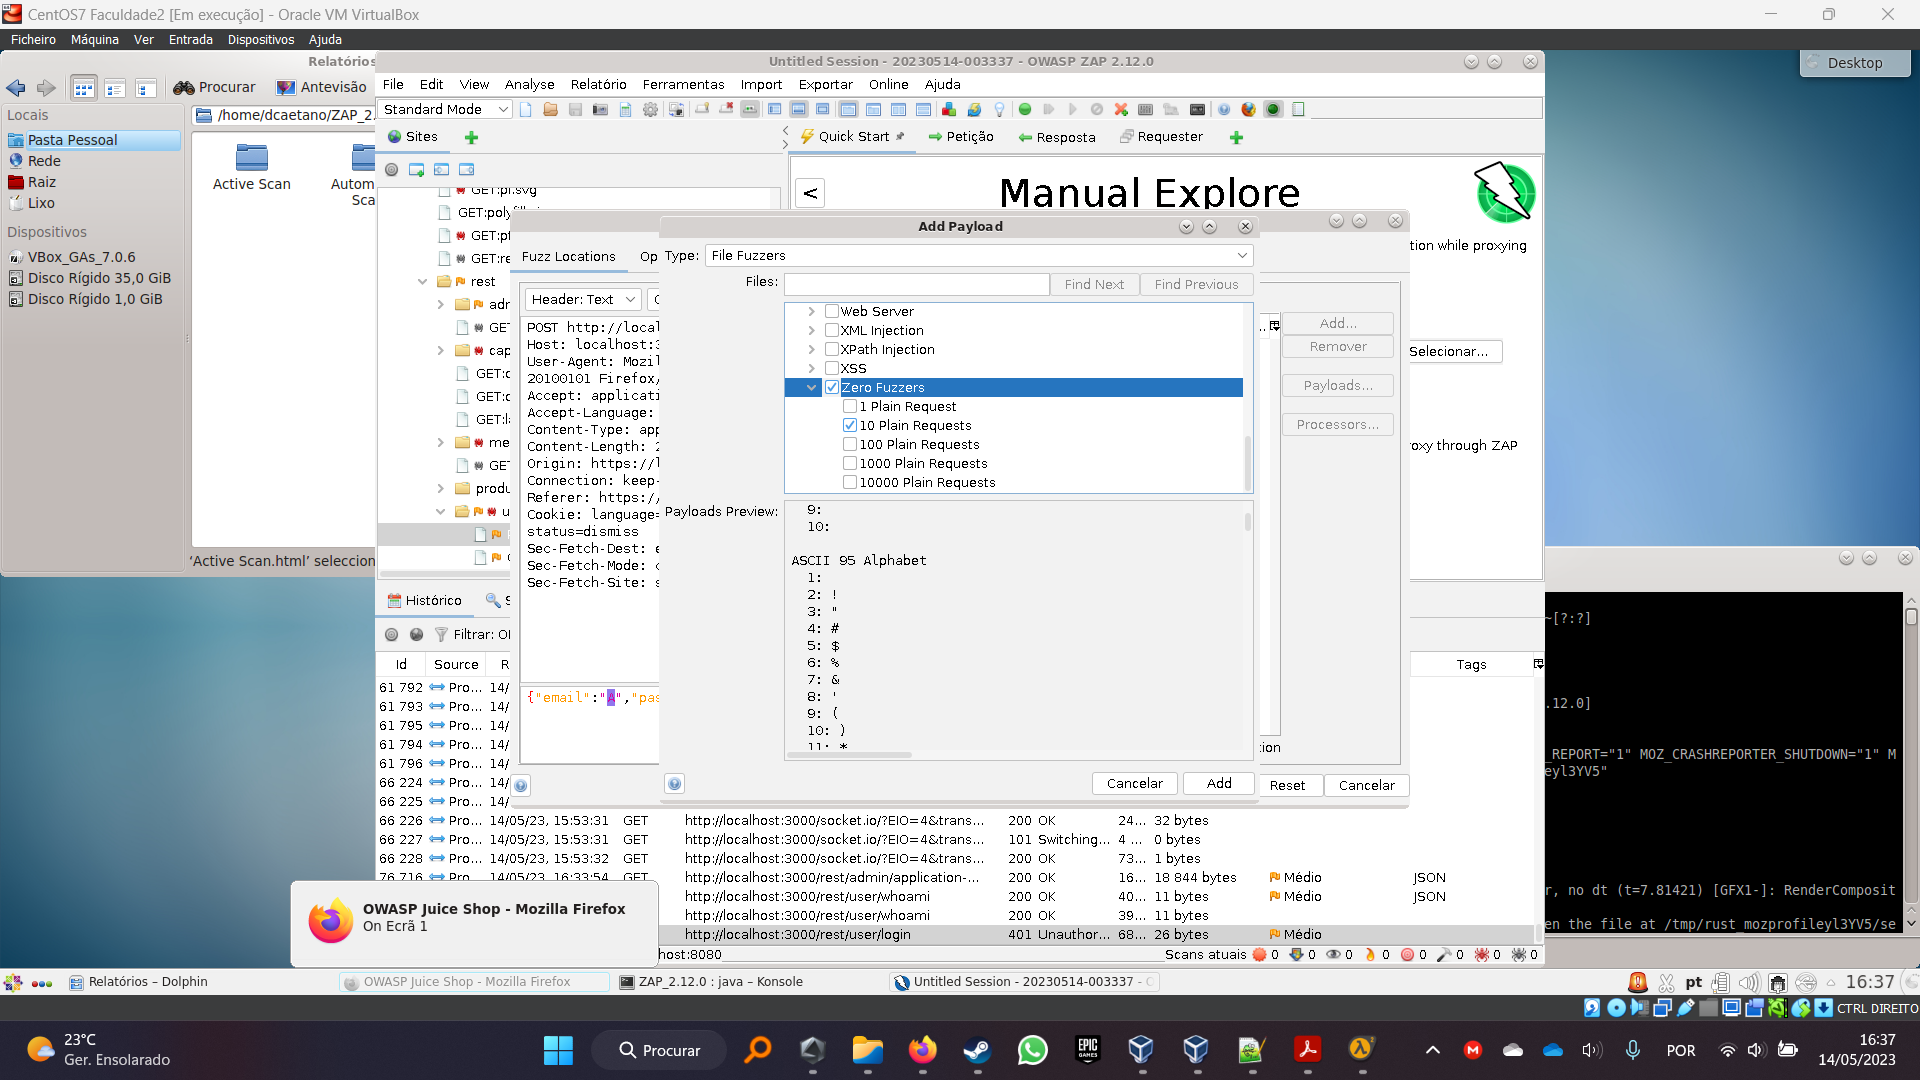 CentOS7 Faculdade2 [Em execução] - Oracle VM VirtualBox
Ficheiro Máquina Ver Entrada Dispositivos Ajuda
Relatórios
Procurar Antevisão
Locais
/home/dcaetano/ZAP_2.
Pasta Pessoal
Rede
Raiz
Lixo
Dispositivos
VBox_GAs_7.0.6
Disco Rígido 35,0 GiB
Disco Rígido 1,0 GiB
Active Scan
Autom
Sca
'Active Scan.html' seleccion
Desktop
Untitled Session - 20230514-003337 - OWASP ZAP 2.12.0
File Edit View Analyse Relatório Ferramentas Import Exportar Online Ajuda
Standard Mode
Sites
Quick Start Petição Resposta Requester
GET:pl.svg
GET:polyfill
GET:pt
GET:re
rest
adr
GET
cap
GET:c
GET:c
GET:la
me
GET
produ
u
<
Manual Explore
tion while proxying
Selecionar...
oxy through ZAP
Fuzz Locations Op
Header: Text
POST http://local
Host: localhost:3
User-Agent: Mozil
20100101 Firefox/
Accept: applicati
Accept-Language:
Content-Type: app
Content-Length: 2
Origin: https://l
Connection: keep-
Referer: https://
Cookie: language=
status=dismiss
Sec-Fetch-Dest: e
Sec-Fetch-Mode: c
Sec-Fetch-Site: s
{"email":"A","pas
Add...
Remover
Payloads...
Processors...
tion
Reset Cancelar
Add Payload
Type: File Fuzzers
Files:
Find Next Find Previous
Web Server
XML Injection
XPath Injection
XSS
Zero Fuzzers
1 Plain Request
10 Plain Requests
100 Plain Requests
1000 Plain Requests
10000 Plain Requests
Payloads Preview:
9:
10:
ASCII 95 Alphabet
1:
2: !
3: "
4: #
5: $
6: %
7: &
8: '
9: (
10: )
11: *
Cancelar Add
Histórico S
Filtrar: O
Id Source R Tags
61 792 Pro... 14/
61 793 Pro... 14/
61 795 Pro... 14/
61 794 Pro... 14/
61 796 Pro... 14/
66 224 Pro... 14/
66 225 Pro... 14/
66 226 Pro... 14/05/23, 15:53:31 GET http://localhost:3000/socket.io/?EIO=4&trans... 200 OK 24... 32 bytes
66 227 Pro... 14/05/23, 15:53:31 GET http://localhost:3000/socket.io/?EIO=4&trans... 101 Switching... 4 ... 0 bytes
66 228 Pro... 14/05/23, 15:53:32 GET http://localhost:3000/socket.io/?EIO=4&trans... 200 OK 73... 1 bytes
76 716 Pro... 14/05/23, 16:33:54 GET http://localhost:3000/rest/admin/application-... 200 OK 16... 18 844 bytes Médio JSON
http://localhost:3000/rest/user/whoami 200 OK 40... 11 bytes Médio JSON
http://localhost:3000/rest/user/whoami 200 OK 39... 11 bytes
http://localhost:3000/rest/user/login 401 Unauthor... 68... 26 bytes Médio
host:8080
Scans atuais 0 0 0 0 0 0 0 0
OWASP Juice Shop - Mozilla Firefox
On Ecrã 1
~[?:?]
.12.0]
_REPORT="1" MOZ_CRASHREPORTER_SHUTDOWN="1" M
eyl3YV5"
r, no dt (t=7.81421) [GFX1-]: RenderComposit
en the file at /tmp/rust_mozprofileyl3YV5/se
Relatórios – Dolphin
OWASP Juice Shop - Mozilla Firefox
ZAP_2.12.0 : java – Konsole
Untitled Session - 20230514-003337 - O
pt
16:37
CTRL DIREITO
23°C
Ger. Ensolarado
Procurar
EPIC GAMES
POR
16:37
14/05/2023